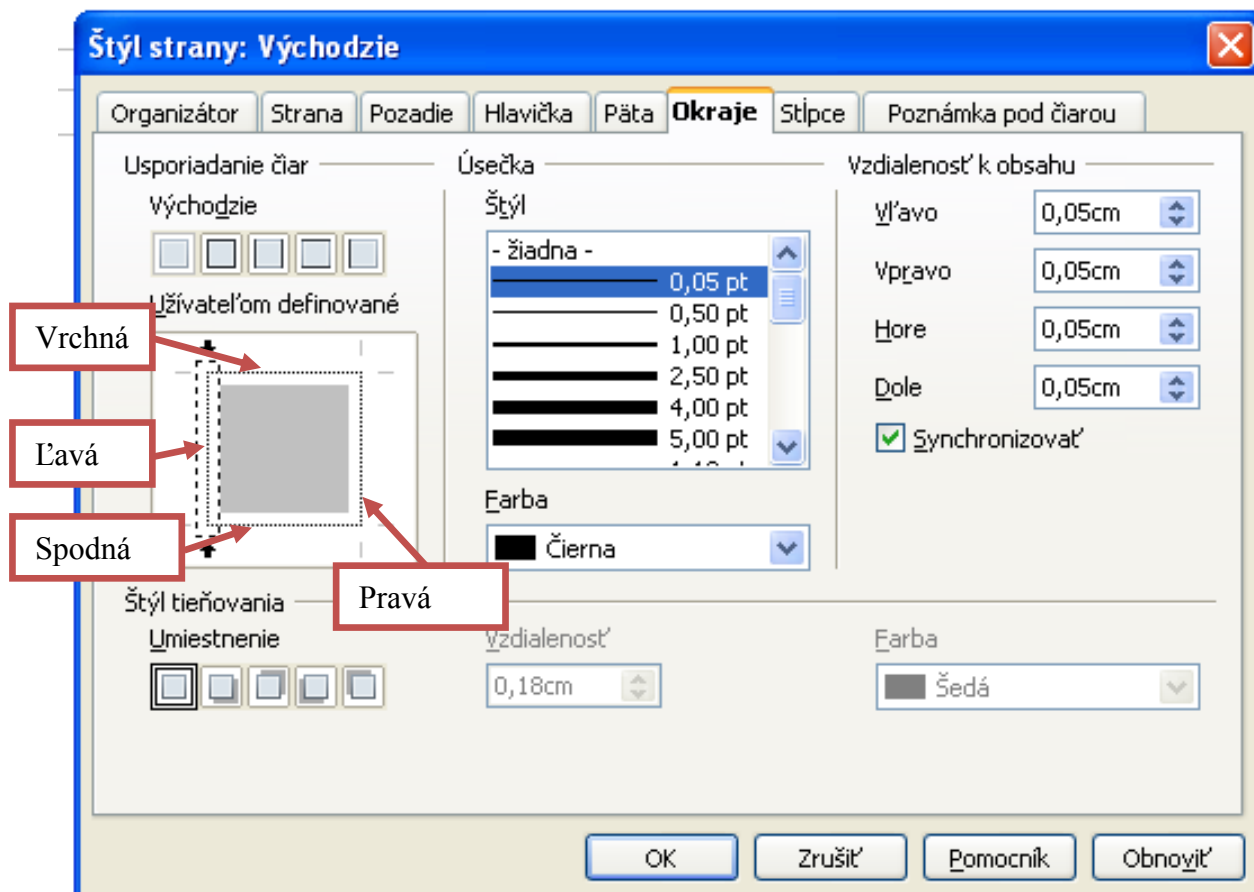 Štýl strany: Východzie
Organizátor Strana Pozadie Hlavička Päta Okraje Stĺpce Poznámka pod čiarou
Usporiadanie čiar
Východzie
Užívateľom definované
Vrchná
Ľavá
Spodná
Pravá
Úsečka
Štýl
- žiadna -
0,05 pt
0,50 pt
1,00 pt
2,50 pt
4,00 pt
5,00 pt
Farba
Čierna
Vzdialenosť k obsahu
Vľavo 0,05cm
Vpravo 0,05cm
Hore 0,05cm
Dole 0,05cm
Synchronizovať
Štýl tieňovania
Umiestnenie
Vzdialenosť
0,18cm
Farba
Šedá
OK Zrušiť Pomocník Obnoviť